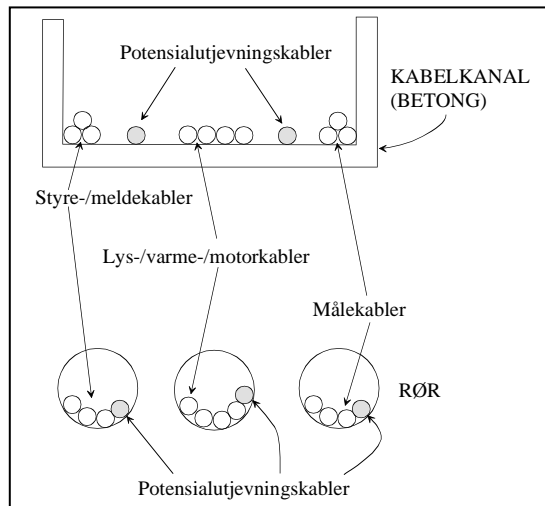 Potensialutjevningskabler
KABELKANAL
(BETONG)
Styre-/meldekabler
Lys-/varme-/motorkabler
Målekabler
RØR
Potensialutjevningskabler